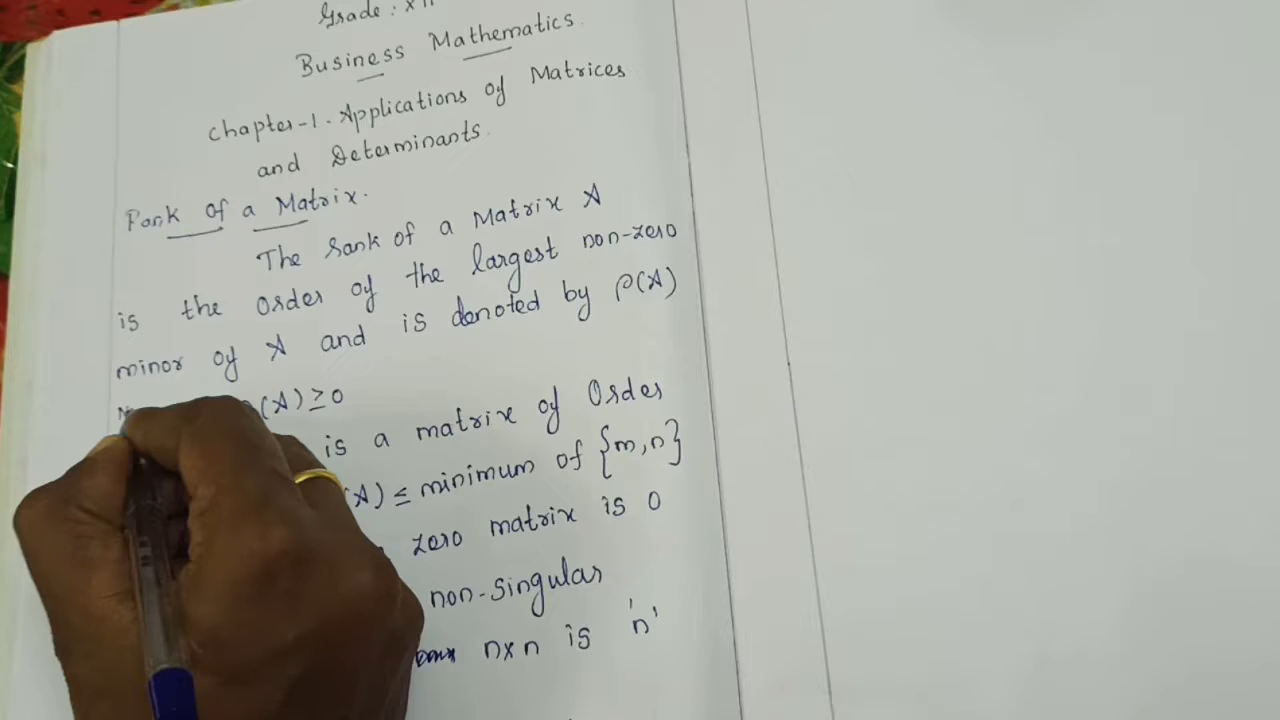 Grade : XII
Business Mathematics.
Chapter-1. Applications of Matrices
and Determinants.
Rank of a Matrix.
The rank of a Matrix A
is the order of the largest non-zero
minor of A and is denoted by ρ(A)
(A) ≥ 0
is a matrix of Order
(A) ≤ minimum of {m,n}
zero matrix is 0
non-singular
n×n is 'n'